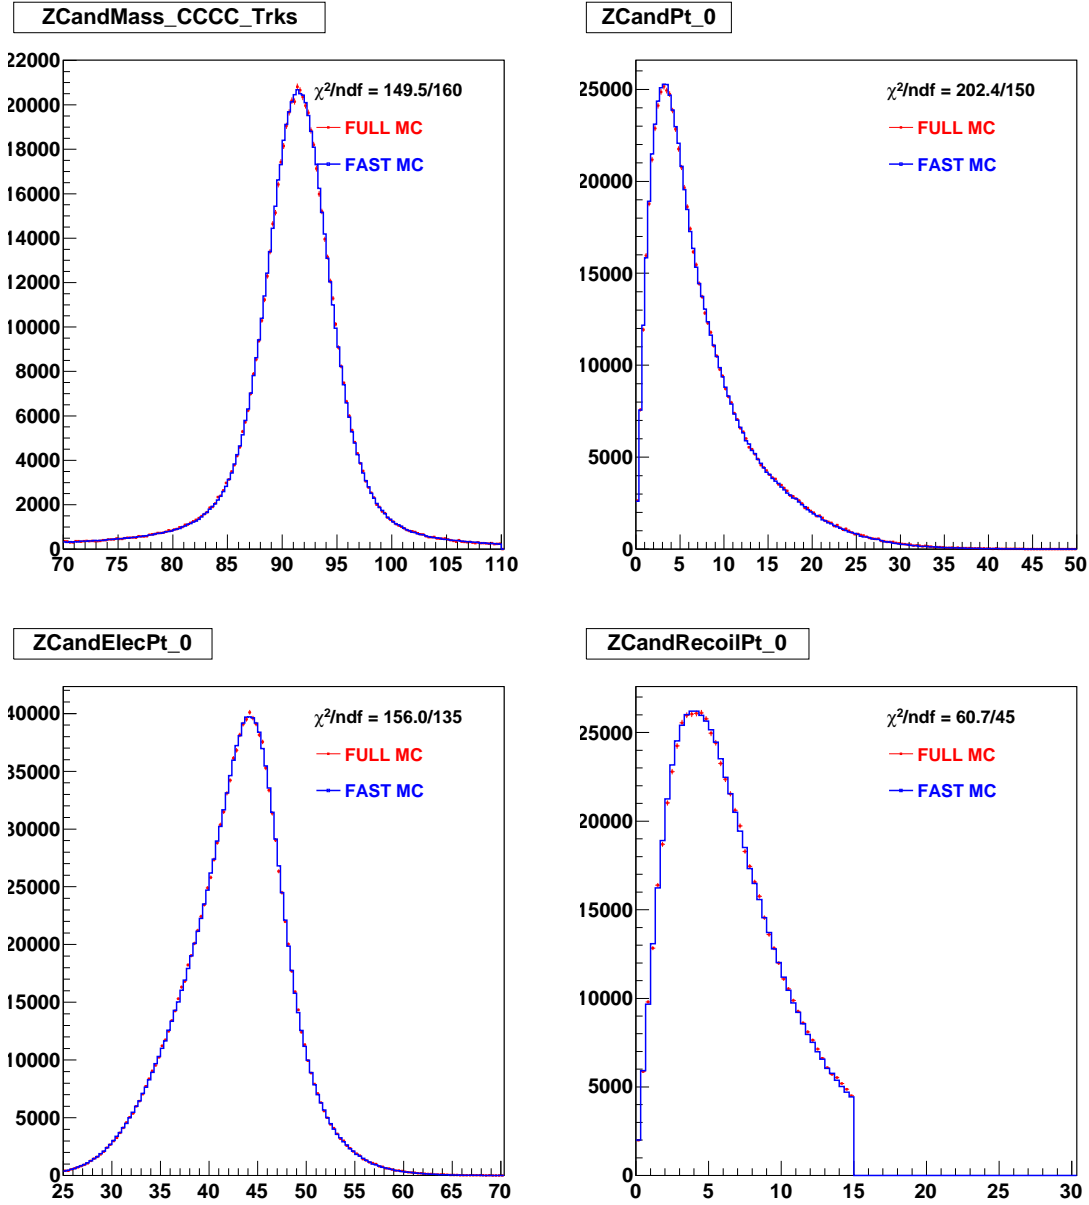 ZCandMass_CCCC_Trks
22000
20000
18000
16000
14000
12000
10000
8000
6000
4000
2000
0
70 75 80 85 90 95 100 105 110
χ²/ndf = 149.5/160
FULL MC
FAST MC
ZCandPt_0
25000
20000
15000
10000
5000
0
0 5 10 15 20 25 30 35 40 45 50
χ²/ndf = 202.4/150
FULL MC
FAST MC
ZCandElecPt_0
40000
35000
30000
25000
20000
15000
10000
5000
0
25 30 35 40 45 50 55 60 65 70
χ²/ndf = 156.0/135
FULL MC
FAST MC
ZCandRecoilPt_0
25000
20000
15000
10000
5000
0
0 5 10 15 20 25 30
χ²/ndf = 60.7/45
FULL MC
FAST MC